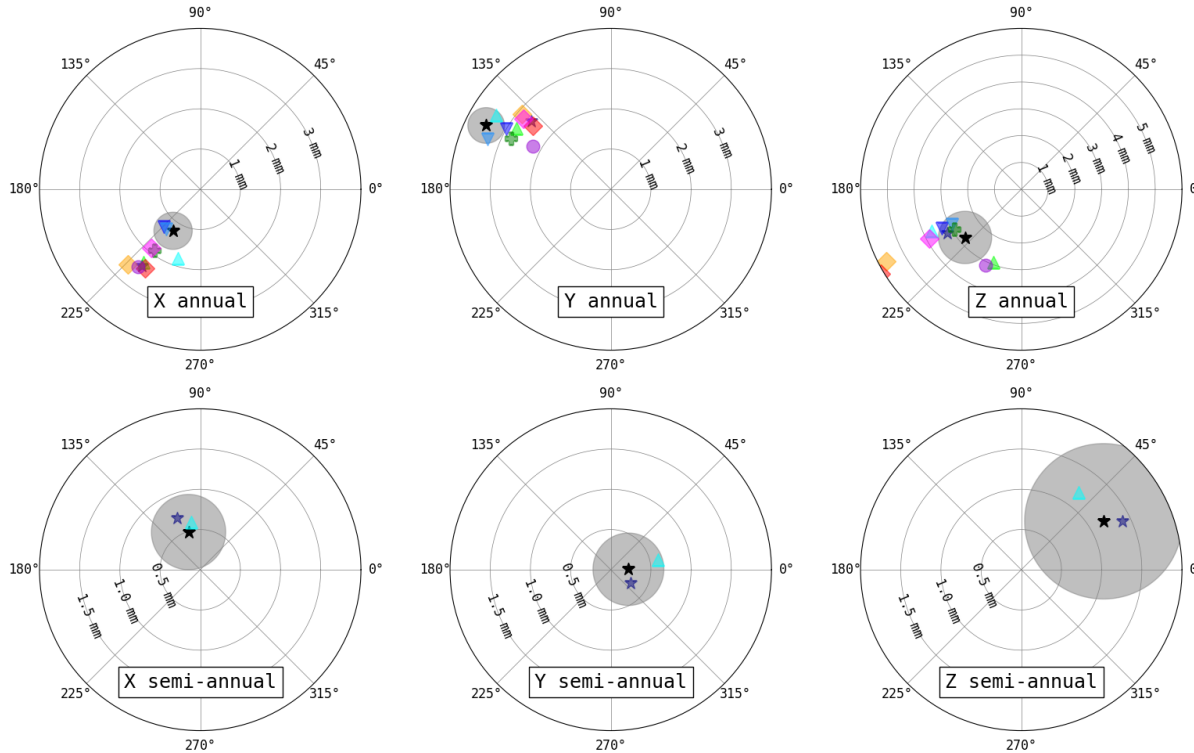 90° 90° 90°
135° 45° 135° 45° 135° 45°
1 mm 2 mm 3 mm 1 mm 2 mm 3 mm 1 mm 2 mm 3 mm 4 mm 5 mm
180° 0° 180° 0° 180°
X annual Y annual Z annual
225° 315° 225° 315° 225° 315°
270° 270° 270°
90° 90° 90°
135° 45° 135° 45° 135° 45°
180° 0° 180° 0° 180° 0°
0.5 mm 1.0 mm 1.5 mm 0.5 mm 1.0 mm 1.5 mm 0.5 mm 1.0 mm 1.5 mm
X semi-annual Y semi-annual Z semi-annual
225° 315° 225° 315° 225° 315°
270° 270° 270°